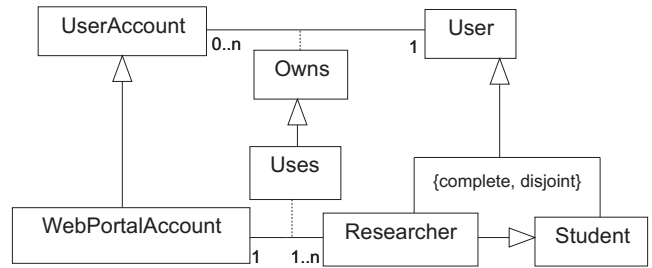 UserAccount
User
0..n
1
Owns
Uses
{complete, disjoint}
WebPortalAccount
Researcher
Student
1
1..n